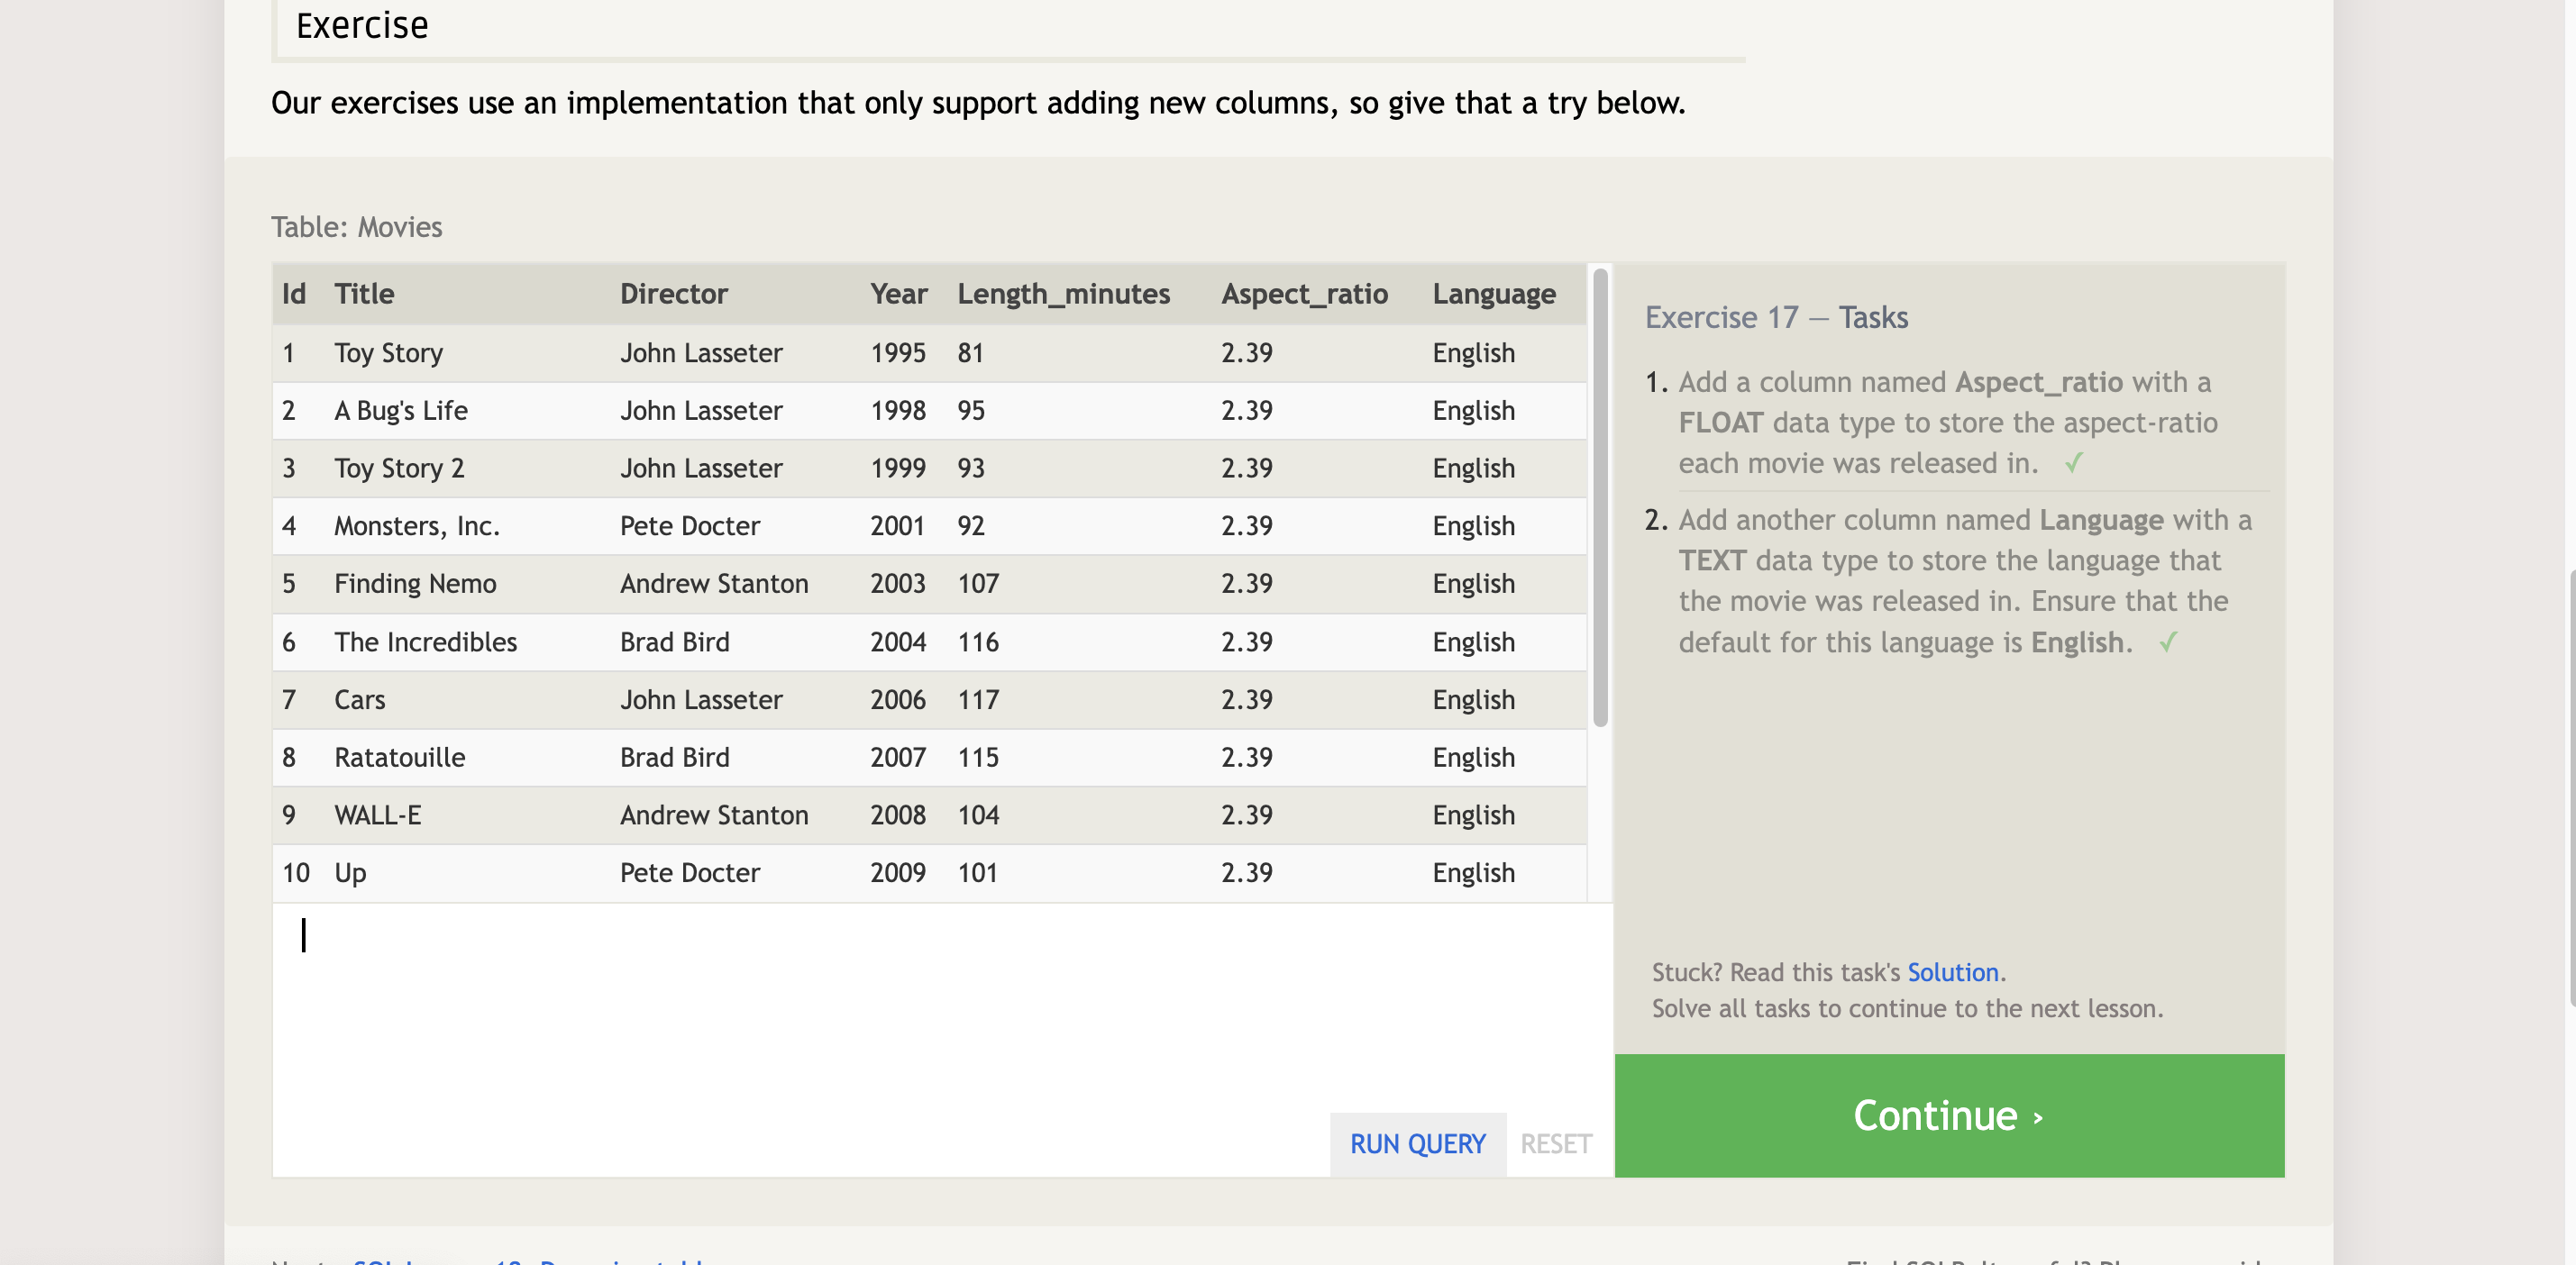 Exercise
Our exercises use an implementation that only support adding new columns, so give that a try below.
Table: Movies
Id Title Director Year Length_minutes Aspect_ratio Language
1 Toy Story John Lasseter 1995 81 2.39 English
2 A Bug's Life John Lasseter 1998 95 2.39 English
3 Toy Story 2 John Lasseter 1999 93 2.39 English
4 Monsters, Inc. Pete Docter 2001 92 2.39 English
5 Finding Nemo Andrew Stanton 2003 107 2.39 English
6 The Incredibles Brad Bird 2004 116 2.39 English
7 Cars John Lasseter 2006 117 2.39 English
8 Ratatouille Brad Bird 2007 115 2.39 English
9 WALL-E Andrew Stanton 2008 104 2.39 English
10 Up Pete Docter 2009 101 2.39 English
RUN QUERY RESET
Exercise 17 — Tasks
1. Add a column named Aspect_ratio with a
FLOAT data type to store the aspect-ratio
each movie was released in. ✓
2. Add another column named Language with a
TEXT data type to store the language that
the movie was released in. Ensure that the
default for this language is English. ✓
Stuck? Read this task's Solution.
Solve all tasks to continue to the next lesson.
Continue ›